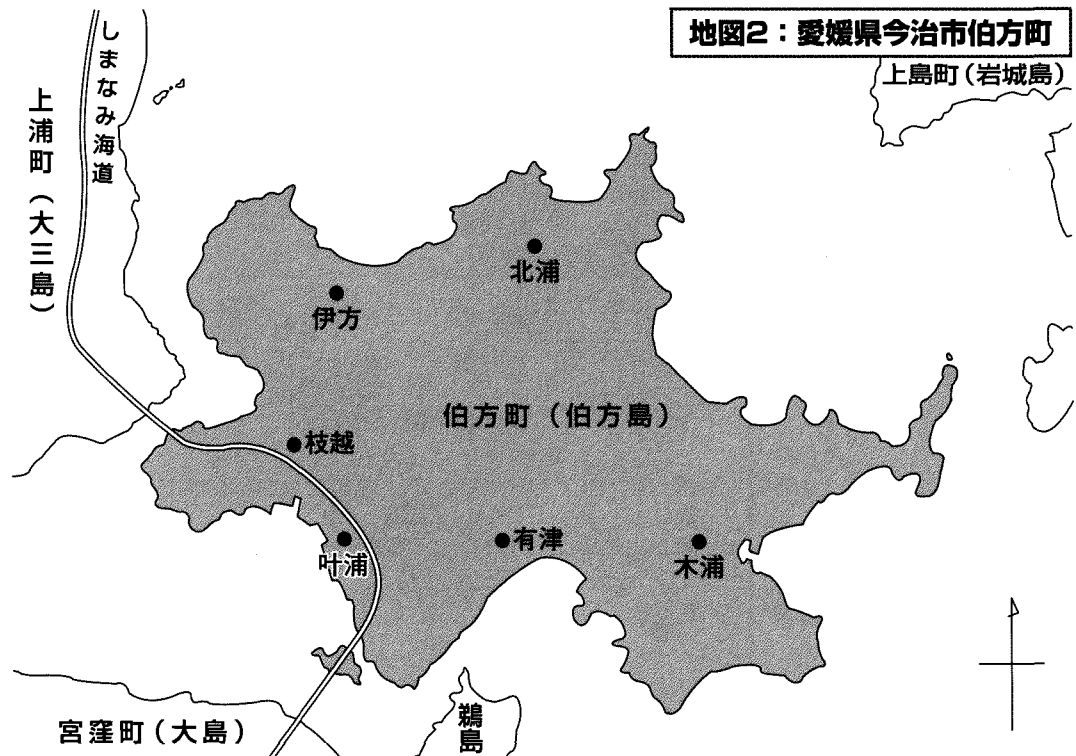 地図2：愛媛県今治市伯方町
上島町（岩城島）
しまなみ海道
上浦町（大三島）
北浦
伊方
伯方町（伯方島）
枝越
有津
叶浦
木浦
鵜島
宮窪町（大島）